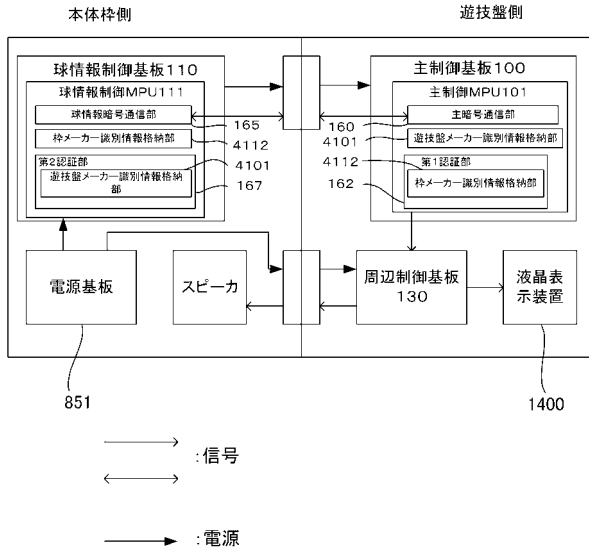 本体枠側
遊技盤側
球情報制御基板110
球情報制御MPU111
球情報暗号通信部
165
枠メーカー識別情報格納部
4112
第2認証部
4101
遊技盤メーカー識別情報格納
部
167
主制御基板100
主制御MPU101
主暗号通信部
160
4101
遊技盤メーカー識別情報格納部
4112
第1認証部
162
枠メーカー識別情報格納部
電源基板
スピーカ
周辺制御基板
130
液晶表
示装置
851
1400
:信号
:電源